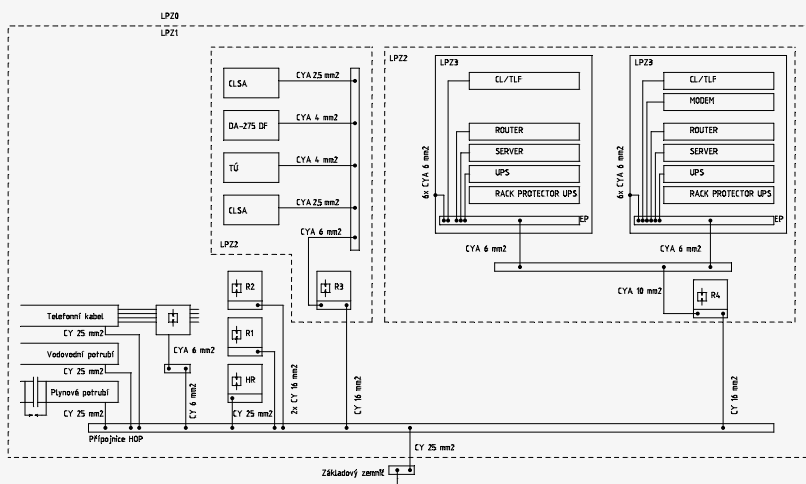 LPZ0
LPZ1
CLSA
CYA 2,5 mm2
DA-275 DF
CYA 4 mm2
TÚ
CYA 4 mm2
CLSA
CYA 2,5 mm2
CYA 6 mm2
LPZ2
R2
R3
R1
HR
LPZ2
LPZ3
CL/TLF
ROUTER
SERVER
UPS
RACK PROTECTOR UPS
6x CYA 6 mm2
EP
LPZ3
CL/TLF
MODEM
ROUTER
SERVER
UPS
RACK PROTECTOR UPS
6x CYA 6 mm2
EP
CYA 6 mm2
CYA 6 mm2
CYA 10 mm2
R4
Telefonní kabel
CY 25 mm2
Vodovodní potrubí
CY 25 mm2
Plynové potrubí
CY 25 mm2
CYA 6 mm2
CY 6 mm2
CY 25 mm2
2x CY 16 mm2
CY 16 mm2
CY 16 mm2
Přípojnice HOP
CY 25 mm2
Základový zemnič